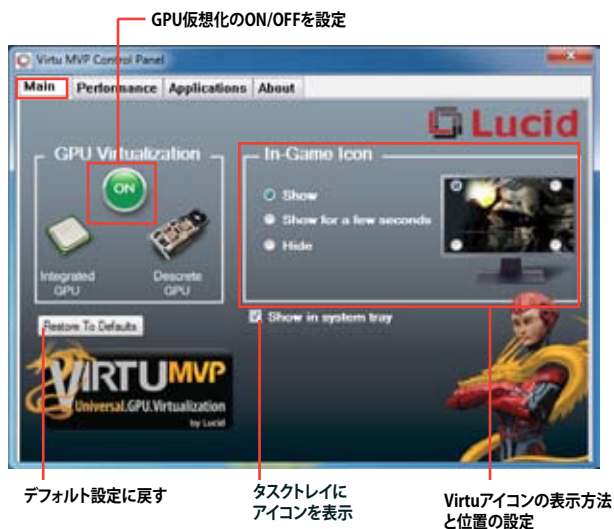 GPU仮想化のON/OFFを設定
Virtu MVP Control Panel
Main Performance Applications About
Lucid
GPU Virtualization
In-Game Icon
ON
Show
Show for a few seconds
Hide
Integrated
GPU
Descrete
GPU
Restore To Defaults
Show in system tray
VIRTU MVP
Universal.GPU.Virtualization
by Lucid
デフォルト設定に戻す
タスクトレイに
アイコンを表示
Virtuアイコンの表示方法
と位置の設定